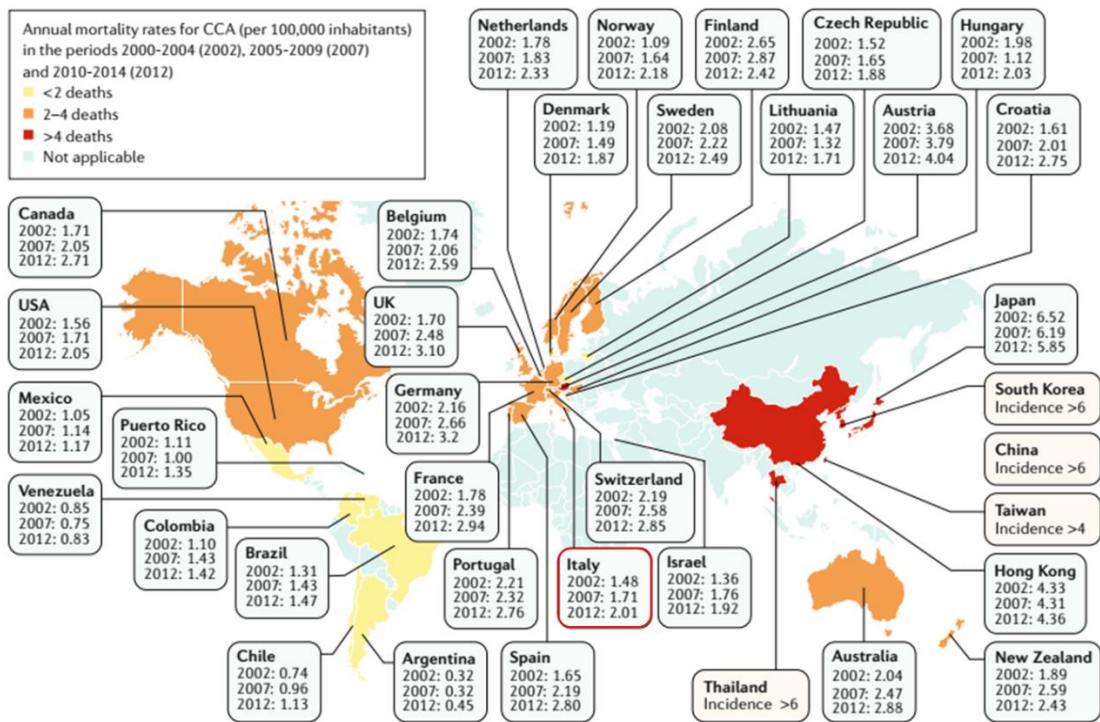 Annual mortality rates for CCA (per 100,000 inhabitants)
in the periods 2000-2004 (2002), 2005-2009 (2007)
and 2010-2014 (2012)
<2 deaths
2–4 deaths
>4 deaths
Not applicable
Netherlands
2002: 1.78
2007: 1.83
2012: 2.33
Norway
2002: 1.09
2007: 1.64
2012: 2.18
Finland
2002: 2.65
2007: 2.87
2012: 2.42
Czech Republic
2002: 1.52
2007: 1.65
2012: 1.88
Hungary
2002: 1.98
2007: 1.12
2012: 2.03
Denmark
2002: 1.19
2007: 1.49
2012: 1.87
Sweden
2002: 2.08
2007: 2.22
2012: 2.49
Lithuania
2002: 1.47
2007: 1.32
2012: 1.71
Austria
2002: 3.68
2007: 3.79
2012: 4.04
Croatia
2002: 1.61
2007: 2.01
2012: 2.75
Canada
2002: 1.71
2007: 2.05
2012: 2.71
Belgium
2002: 1.74
2007: 2.06
2012: 2.59
USA
2002: 1.56
2007: 1.71
2012: 2.05
UK
2002: 1.70
2007: 2.48
2012: 3.10
Japan
2002: 6.52
2007: 6.19
2012: 5.85
Mexico
2002: 1.05
2007: 1.14
2012: 1.17
Puerto Rico
2002: 1.11
2007: 1.00
2012: 1.35
Germany
2002: 2.16
2007: 2.66
2012: 3.2
South Korea
Incidence >6
China
Incidence >6
Venezuela
2002: 0.85
2007: 0.75
2012: 0.83
Colombia
2002: 1.10
2007: 1.43
2012: 1.42
France
2002: 1.78
2007: 2.39
2012: 2.94
Switzerland
2002: 2.19
2007: 2.58
2012: 2.85
Taiwan
Incidence >4
Brazil
2002: 1.31
2007: 1.43
2012: 1.47
Portugal
2002: 2.21
2007: 2.32
2012: 2.76
Italy
2002: 1.48
2007: 1.71
2012: 2.01
Israel
2002: 1.36
2007: 1.76
2012: 1.92
Hong Kong
2002: 4.33
2007: 4.31
2012: 4.36
Chile
2002: 0.74
2007: 0.96
2012: 1.13
Argentina
2002: 0.32
2007: 0.32
2012: 0.45
Spain
2002: 1.65
2007: 2.19
2012: 2.80
Thailand
Incidence >6
Australia
2002: 2.04
2007: 2.47
2012: 2.88
New Zealand
2002: 1.89
2007: 2.59
2012: 2.43